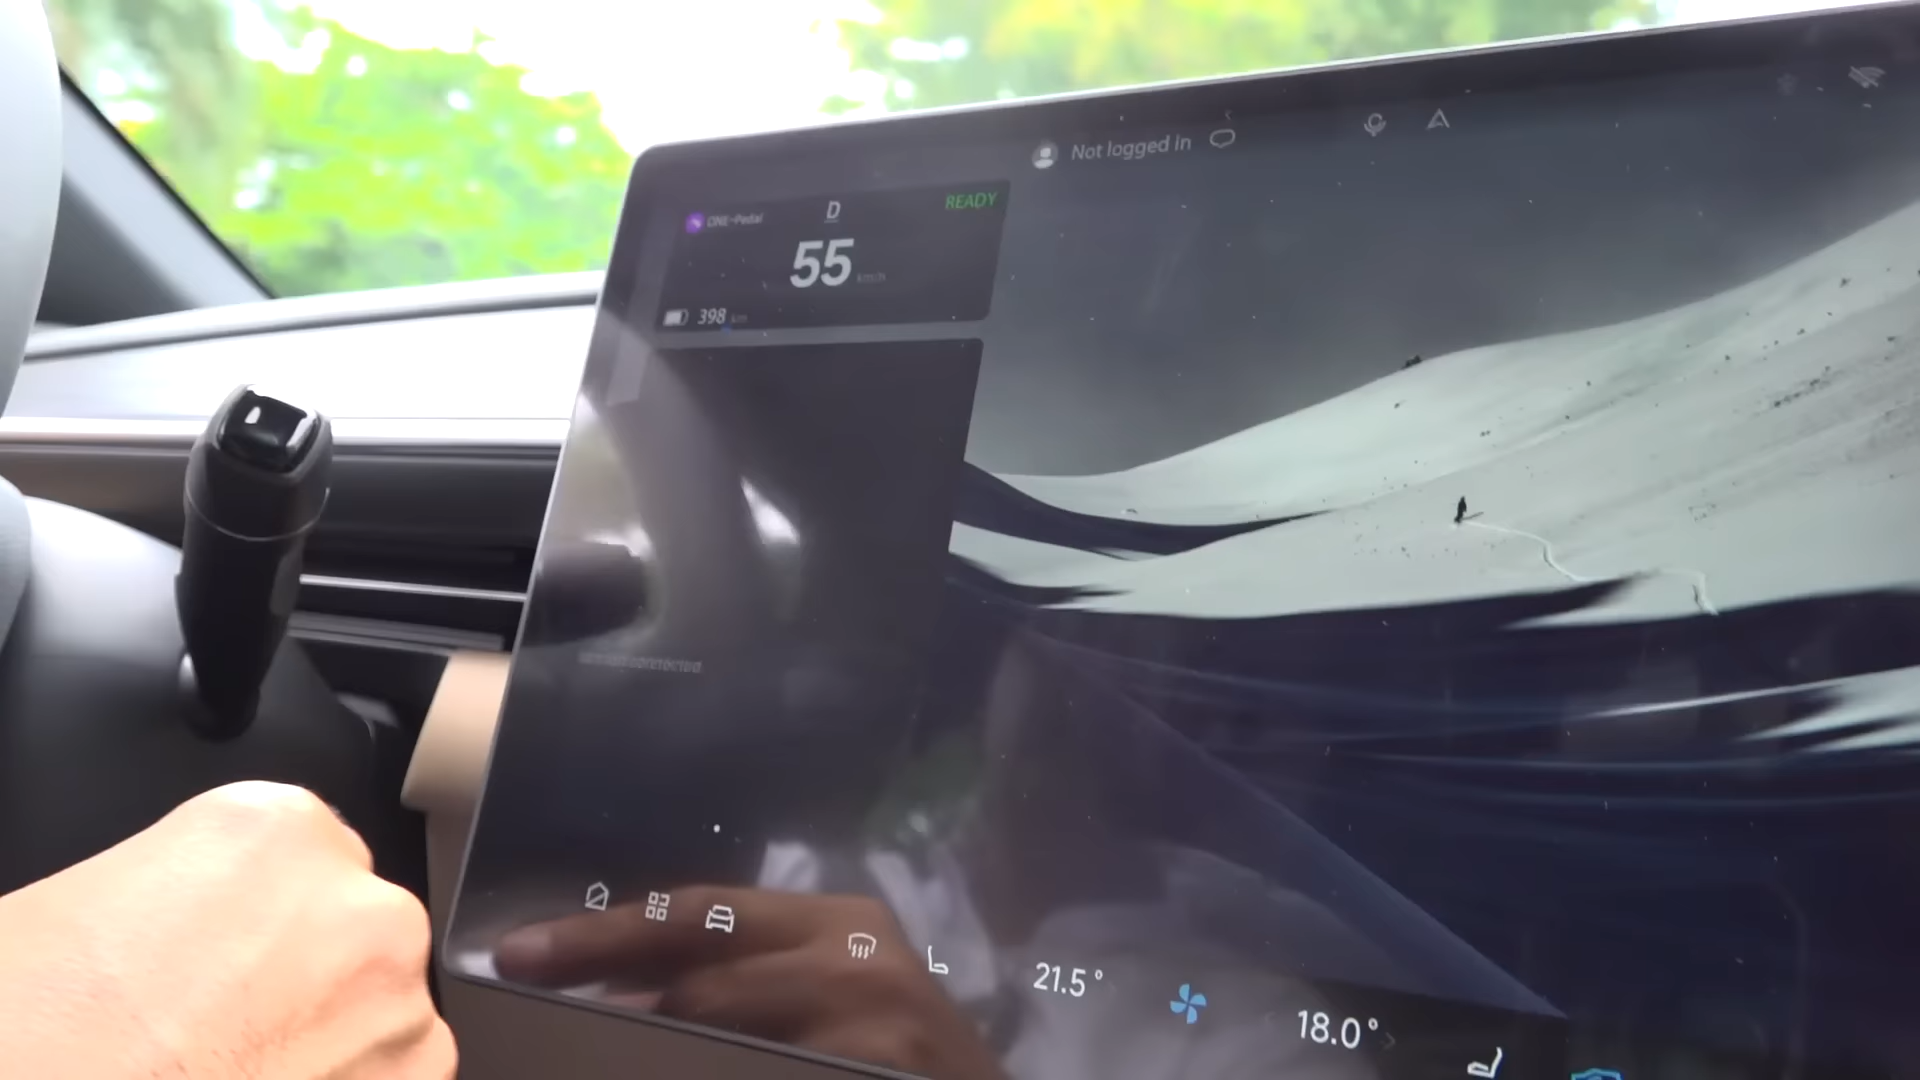 Not logged in
ONE-Pedal
D
READY
55
km/h
398 km
21.5°
18.0°